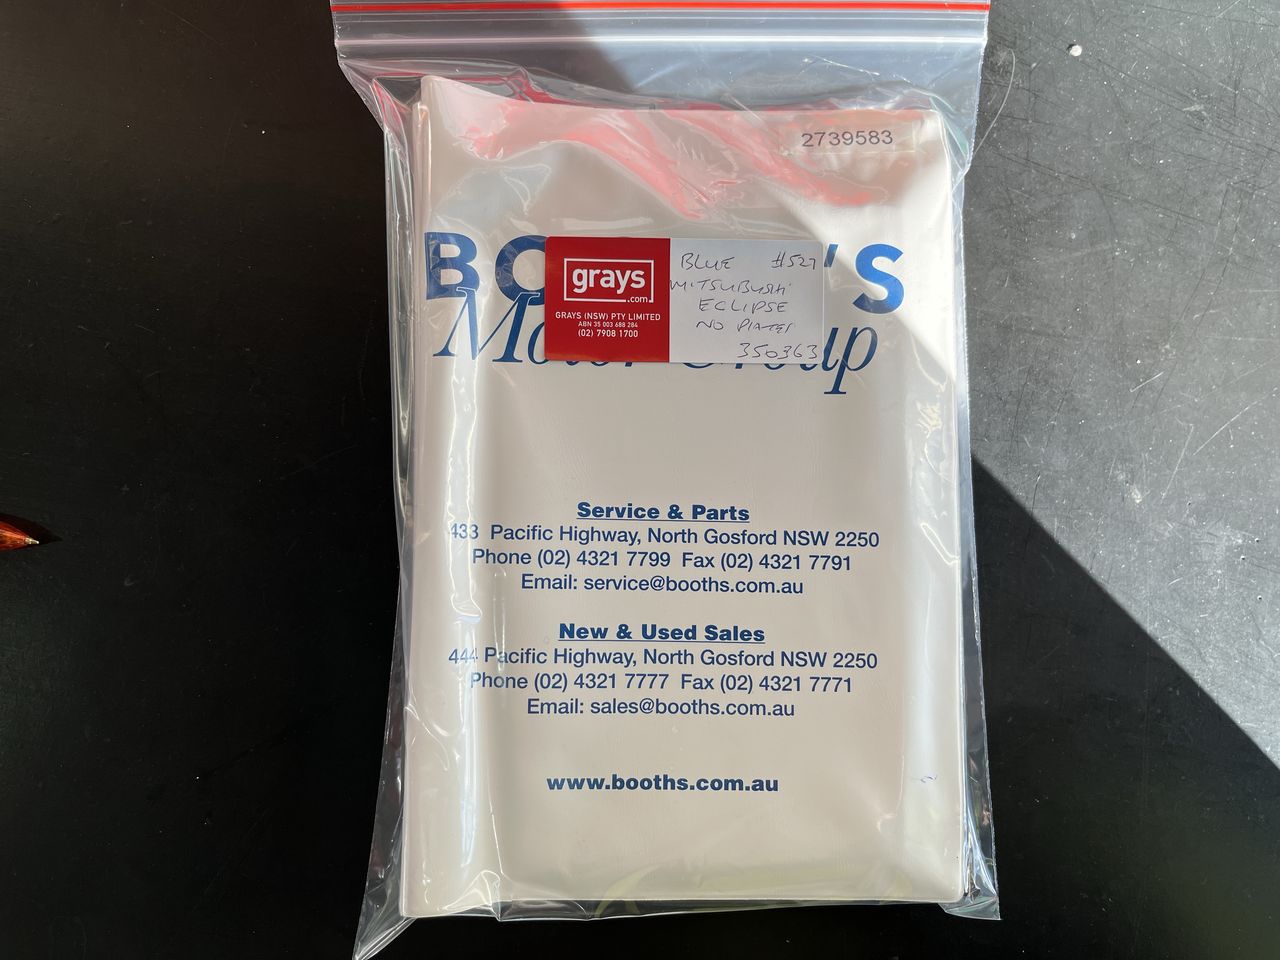 2739583
BO 'S
Mo Group
grays
.com
GRAYS (NSW) PTY LIMITED
ABN 35 003 688 284
(02) 7908 1700
BLUE #527
MITSUBISHI
ECLIPSE
NO PLATES
350363
Service & Parts
433 Pacific Highway, North Gosford NSW 2250
Phone (02) 4321 7799 Fax (02) 4321 7791
Email: service@booths.com.au
New & Used Sales
444 Pacific Highway, North Gosford NSW 2250
Phone (02) 4321 7777 Fax (02) 4321 7771
Email: sales@booths.com.au
www.booths.com.au